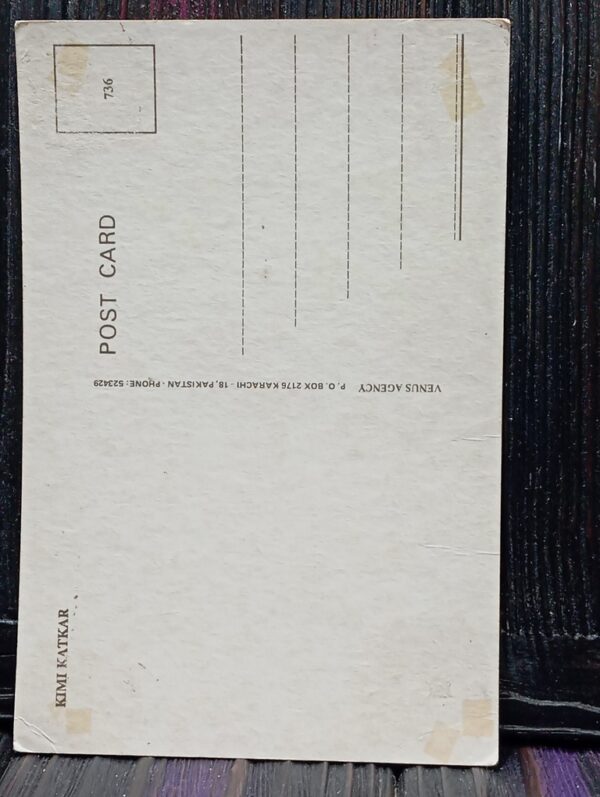 KIMI KATKAR
VENUS AGENCY P. O. BOX 2176 KARACHI - 18, PAKISTAN · PHONE: 523429
POST CARD
736